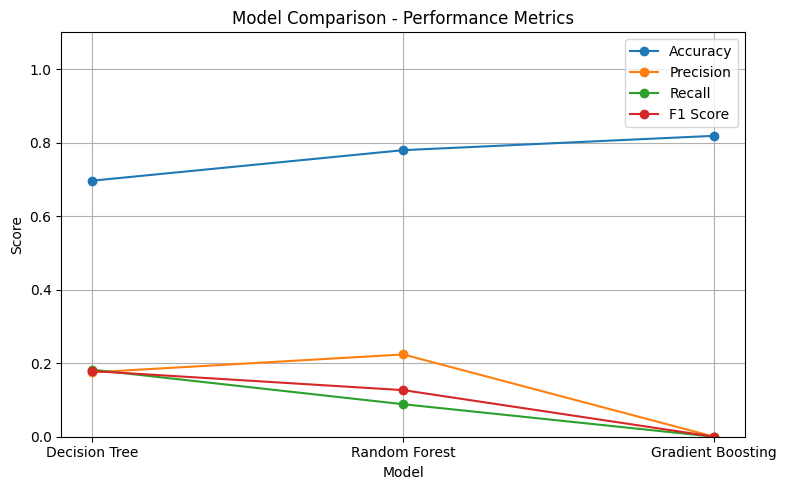 Model Comparison - Performance Metrics
Accuracy
Precision
Recall
F1 Score
Score
1.0
0.8
0.6
0.4
0.2
0.0
Decision Tree
Random Forest
Gradient Boosting
Model